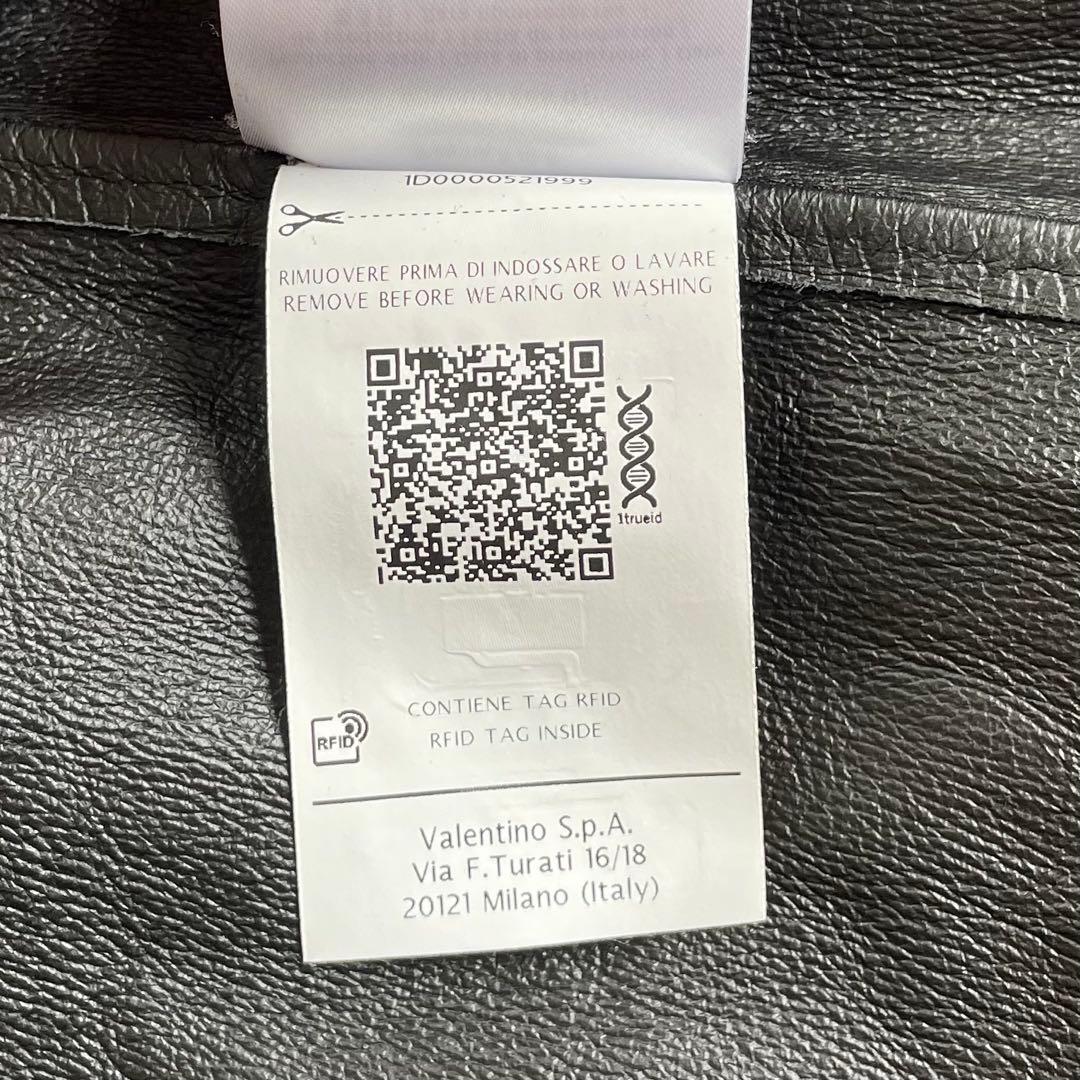 1D0000521999
RIMUOVERE PRIMA DI INDOSSARE O LAVARE
REMOVE BEFORE WEARING OR WASHING
1trueid
CONTIENE TAG RFID
RFID TAG INSIDE
RFID
Valentino S.p.A.
Via F.Turati 16/18
20121 Milano (Italy)